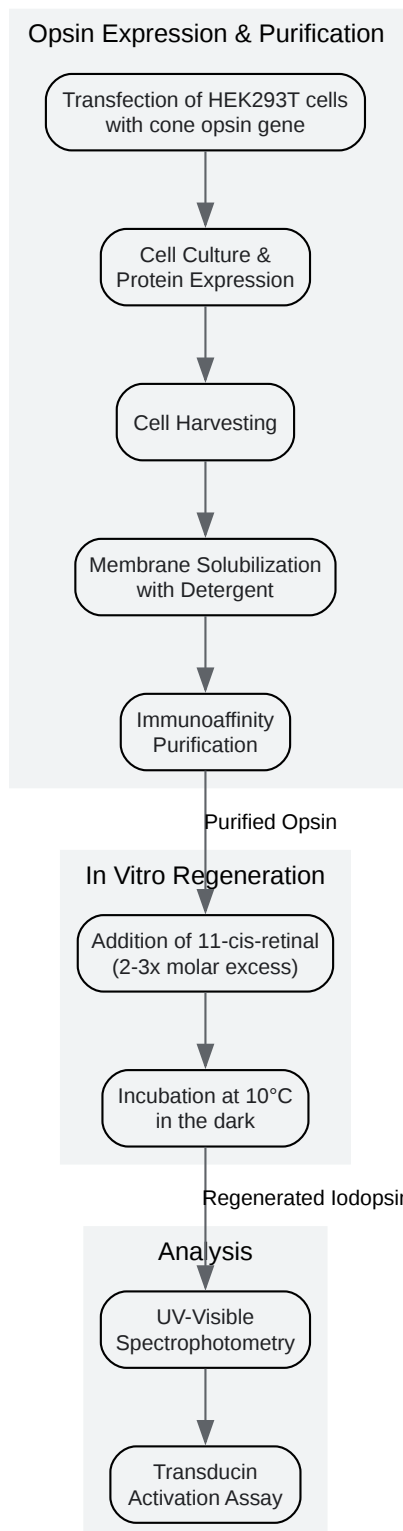 Opsin Expression & Purification
Transfection of HEK293T cells
with cone opsin gene
Cell Culture &
Protein Expression
Cell Harvesting
Membrane Solubilization
with Detergent
Immunoaffinity
Purification
Purified Opsin
In Vitro Regeneration
Addition of 11-cis-retinal
(2-3x molar excess)
Incubation at 10°C
in the dark
Regenerated Iodopsin
Analysis
UV-Visible
Spectrophotometry
Transducin
Activation Assay